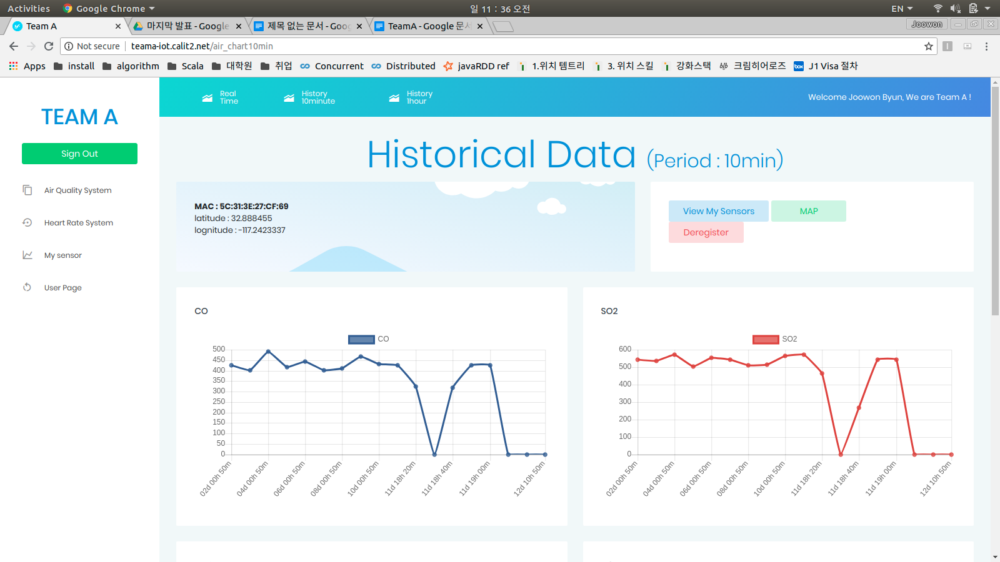 Activities Google Chrome 일 11 : 36 오전 EN
Team A 마지막 발표 - Google 제목 없는 문서 - Goog TeamA - Google 문서 Joowon
Not secure teama-iot.calit2.net/air_chart10min
Apps install algorithm Scala 대학원 취업 Concurrent Distributed javaRDD ref 1.위치 템트리 3. 위치 스킬 강화스택 크림히어로즈 box J1 Visa 절차
TEAM A
Sign Out
Air Quality System
Heart Rate System
My sensor
User Page
Real Time
History 10minute
History 1hour
Welcome Joowon Byun, We are Team A !
Historical Data (Period : 10min)
MAC : 5C:31:3E:27:CF:69
latitude : 32.888455
lognitude : -117.2423337
View My Sensors
MAP
Deregister
CO
CO
500
450
400
350
300
250
200
150
100
50
0
02d 00h 50m
04d 00h 50m
06d 00h 50m
08d 00h 50m
10d 00h 50m
11d 18h 20m
11d 18h 40m
11d 19h 00m
12d 10h 50m
SO2
SO2
600
500
400
300
200
100
0
02d 00h 50m
04d 00h 50m
06d 00h 50m
08d 00h 50m
10d 00h 50m
11d 18h 20m
11d 18h 40m
11d 19h 00m
12d 10h 50m